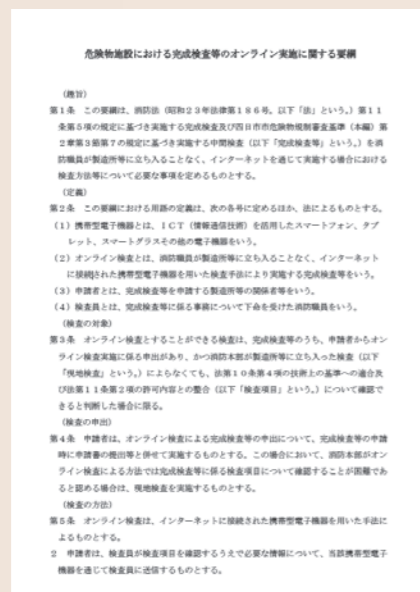 危険物施設における完成検査等のオンライン実施に関する要綱
(趣旨)
第1条 この要綱は、消防法(昭和23年法律第186号。以下「法」という。)第11
条第5項の規定に基づき実施する完成検査及び四日市市危険物規制審査基準(本編)第
2章第3節第7の規定に基づき実施する中間検査(以下「完成検査等」という。)を消
防職員が製造所等に立ち入ることなく、インターネットを通じて実施する場合における
検査方法等について必要な事項を定めるものとする。
(定義)
第2条 この要綱における用語の定義は、次の各号に定めるほか、法によるものとする。
(1)携帯型電子機器とは、ICT(情報通信技術)を活用したスマートフォン、タブ
レット、スマートグラスその他の電子機器をいう。
(2)オンライン検査とは、消防職員が製造所等に立ち入ることなく、インターネット
に接続された携帯型電子機器を用いた検査手法により実施する完成検査等をいう。
(3)申請者とは、完成検査等を申請する製造所等の関係者等をいう。
(4)検査員とは、完成検査等に係る事務について下命を受けた消防職員をいう。
(検査の対象)
第3条 オンライン検査とすることができる検査は、完成検査等のうち、申請者からオン
ライン検査実施に係る申出があり、かつ消防本部が製造所等に立ち入った検査(以下
「現地検査」という。)によらなくても、法第10条第4項の技術上の基準への適合及
び法第11条第2項の許可内容との整合(以下「検査項目」という。)について確認で
きると判断した場合に限る。
(検査の申出)
第4条 申請者は、オンライン検査による完成検査等の申出について、完成検査等の申請
時に申請書の提出等と併せて実施するものとする。この場合において、消防本部がオン
ライン検査による方法では完成検査等に係る検査項目について確認することが困難であ
ると認める場合は、現地検査を実施するものとする。
(検査の方法)
第5条 オンライン検査は、インターネットに接続された携帯型電子機器を用いた手法に
よるものとする。
2 申請者は、検査員が検査項目を確認するうえで必要な情報について、当該携帯型電子
機器を通じて検査員に送信するものとする。